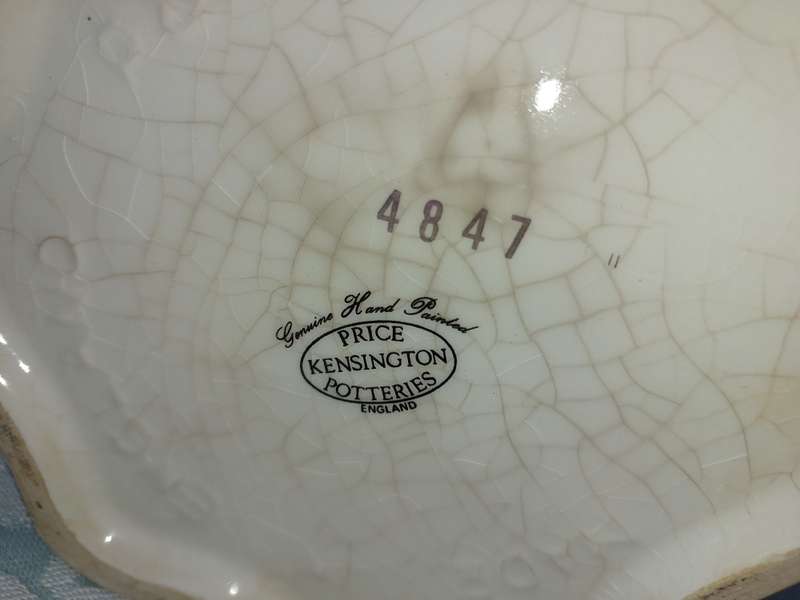 4847
Genuine Hand Painted
PRICE
KENSINGTON
POTTERIES
ENGLAND